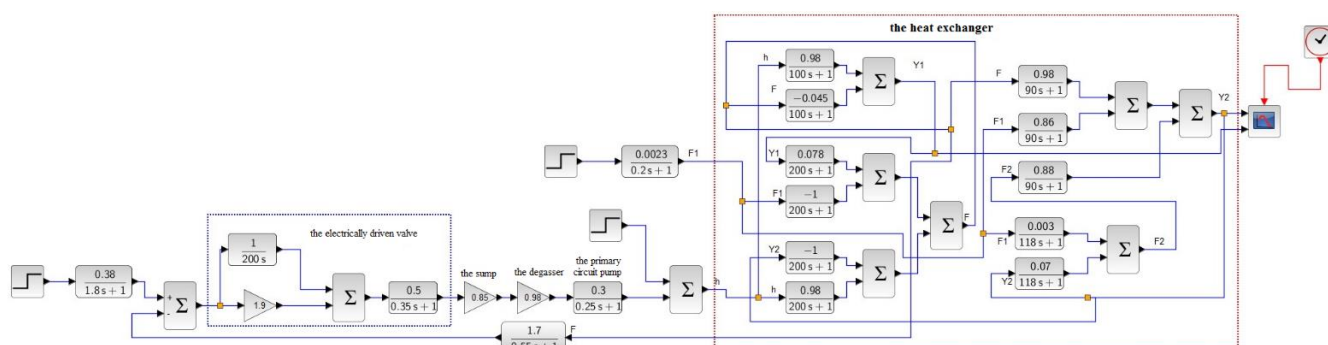 the heat exchanger
h
0.98
100 s + 1
Y1
F
-0.045
100 s + 1
F
0.98
90 s + 1
F1
0.86
90 s + 1
Y2
0.0023
0.2 s + 1
F1
Y1
0.078
200 s + 1
F1
-1
200 s + 1
F2
0.88
90 s + 1
F
0.003
118 s + 1
F1
F2
0.07
118 s + 1
Y2
Y2
-1
200 s + 1
h
0.98
200 s + 1
the electrically driven valve
1
200 s
1.9
0.38
1.8 s + 1
+
-
0.5
0.35 s + 1
the sump
0.85
the degasser
0.98
the primary
circuit pump
0.3
0.25 s + 1
h
1.7
F
Σ
Σ
Σ
Σ
Σ
Σ
Σ
Σ
Σ
Σ
Σ